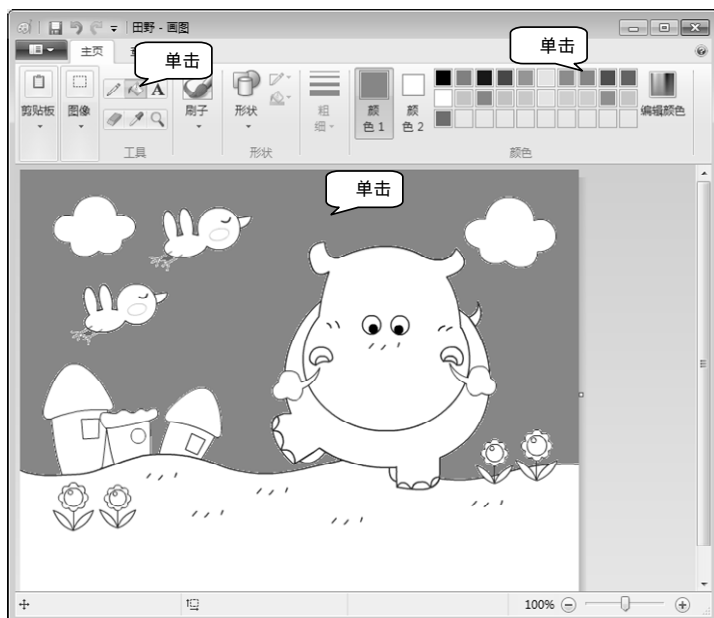 田野 - 画图
主页
单击
单击
A
剪贴板
图像
刷子
形状
粗
细
颜
色 1
颜
色 2
编辑颜色
工具
形状
颜色
单击
100%